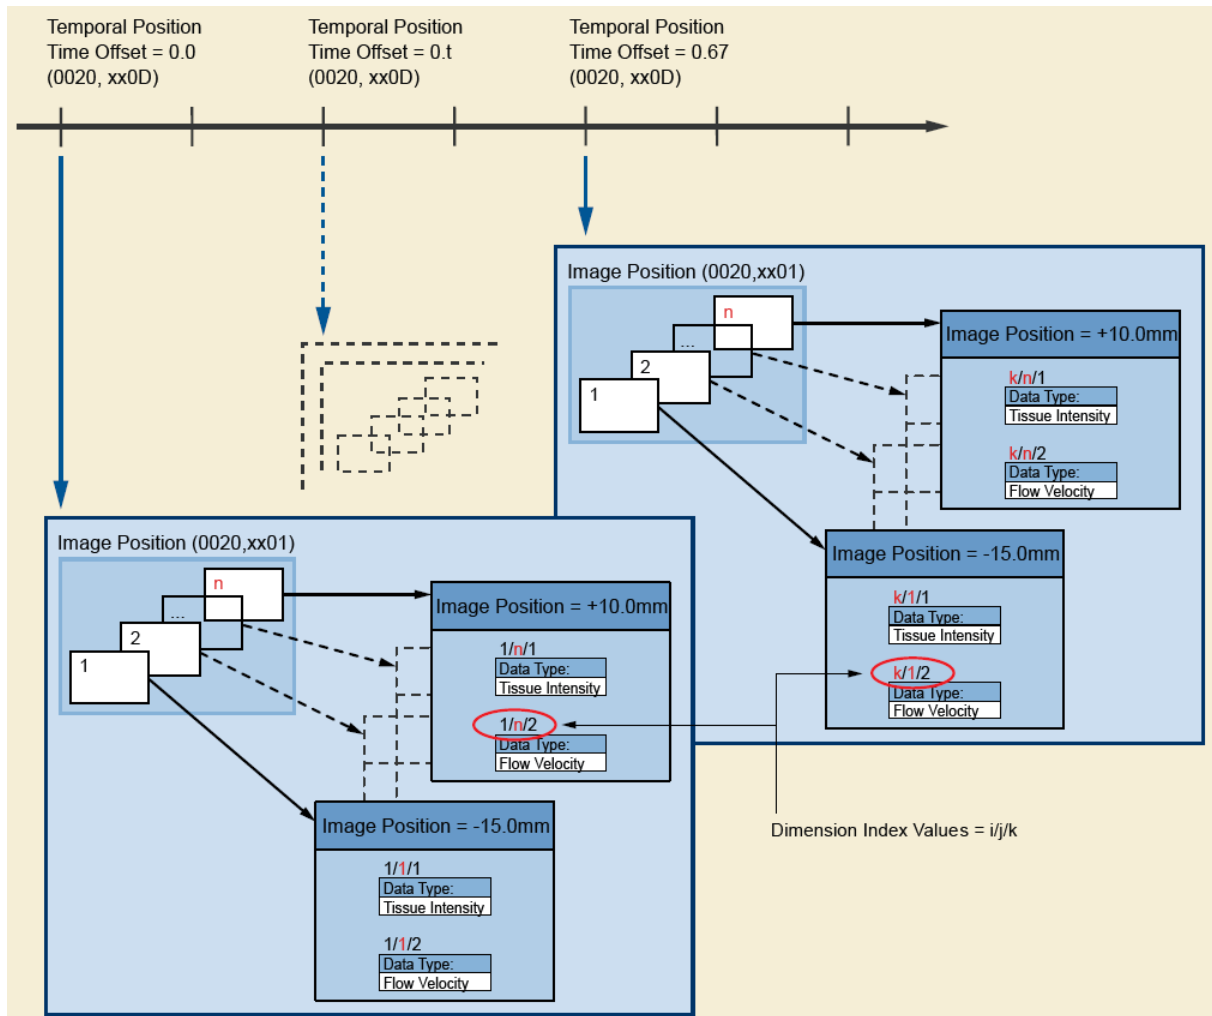 Temporal Position
Time Offset = 0.0
(0020, xx0D)
Temporal Position
Time Offset = 0.t
(0020, xx0D)
Temporal Position
Time Offset = 0.67
(0020, xx0D)
Image Position (0020,xx01)
n
...
2
1
Image Position = +10.0mm
k/n/1
Data Type:
Tissue Intensity
k/n/2
Data Type:
Flow Velocity
Image Position = -15.0mm
k/1/1
Data Type:
Tissue Intensity
k/1/2
Data Type:
Flow Velocity
Image Position (0020,xx01)
n
...
2
1
Image Position = +10.0mm
1/n/1
Data Type:
Tissue Intensity
1/n/2
Data Type:
Flow Velocity
Image Position = -15.0mm
1/1/1
Data Type:
Tissue Intensity
1/1/2
Data Type:
Flow Velocity
Dimension Index Values = i/j/k